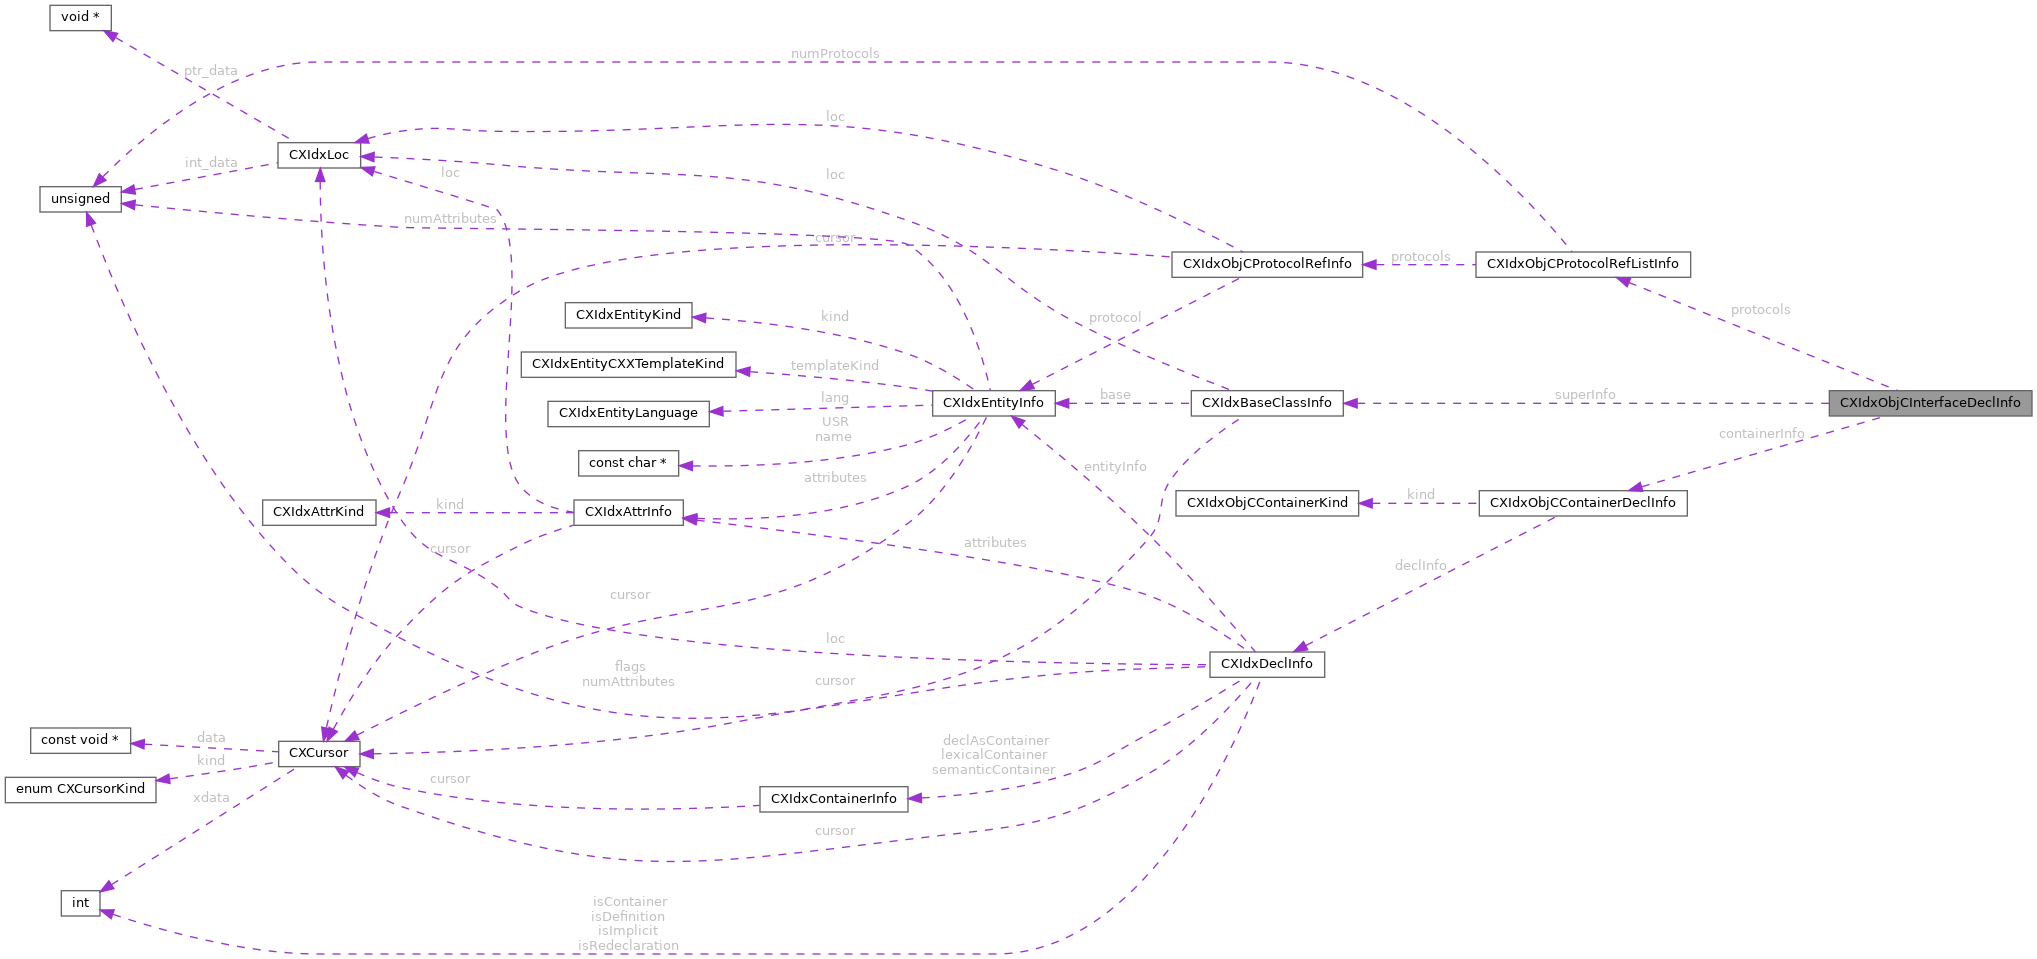 void *
numProtocols
ptr_data
loc
CXIdxLoc
int_data
loc
loc
unsigned
numAttributes
cursor
CXIdxObjCProtocolRefInfo
protocols
CXIdxObjCProtocolRefListInfo
CXIdxEntityKind
kind
protocol
protocols
CXIdxEntityCXXTemplateKind
templateKind
CXIdxEntityLanguage
lang
USR
name
CXIdxEntityInfo
base
CXIdxBaseClassInfo
superInfo
CXIdxObjCInterfaceDeclInfo
containerInfo
const char *
attributes
entityInfo
CXIdxAttrKind
kind
CXIdxAttrInfo
CXIdxObjCContainerKind
kind
CXIdxObjCContainerDeclInfo
cursor
attributes
declInfo
cursor
loc
flags
numAttributes
cursor
CXIdxDeclInfo
const void *
data
CXCursor
kind
enum CXCursorKind
xdata
cursor
declAsContainer
lexicalContainer
semanticContainer
CXIdxContainerInfo
cursor
int
isContainer
isDefinition
isImplicit
isRedeclaration